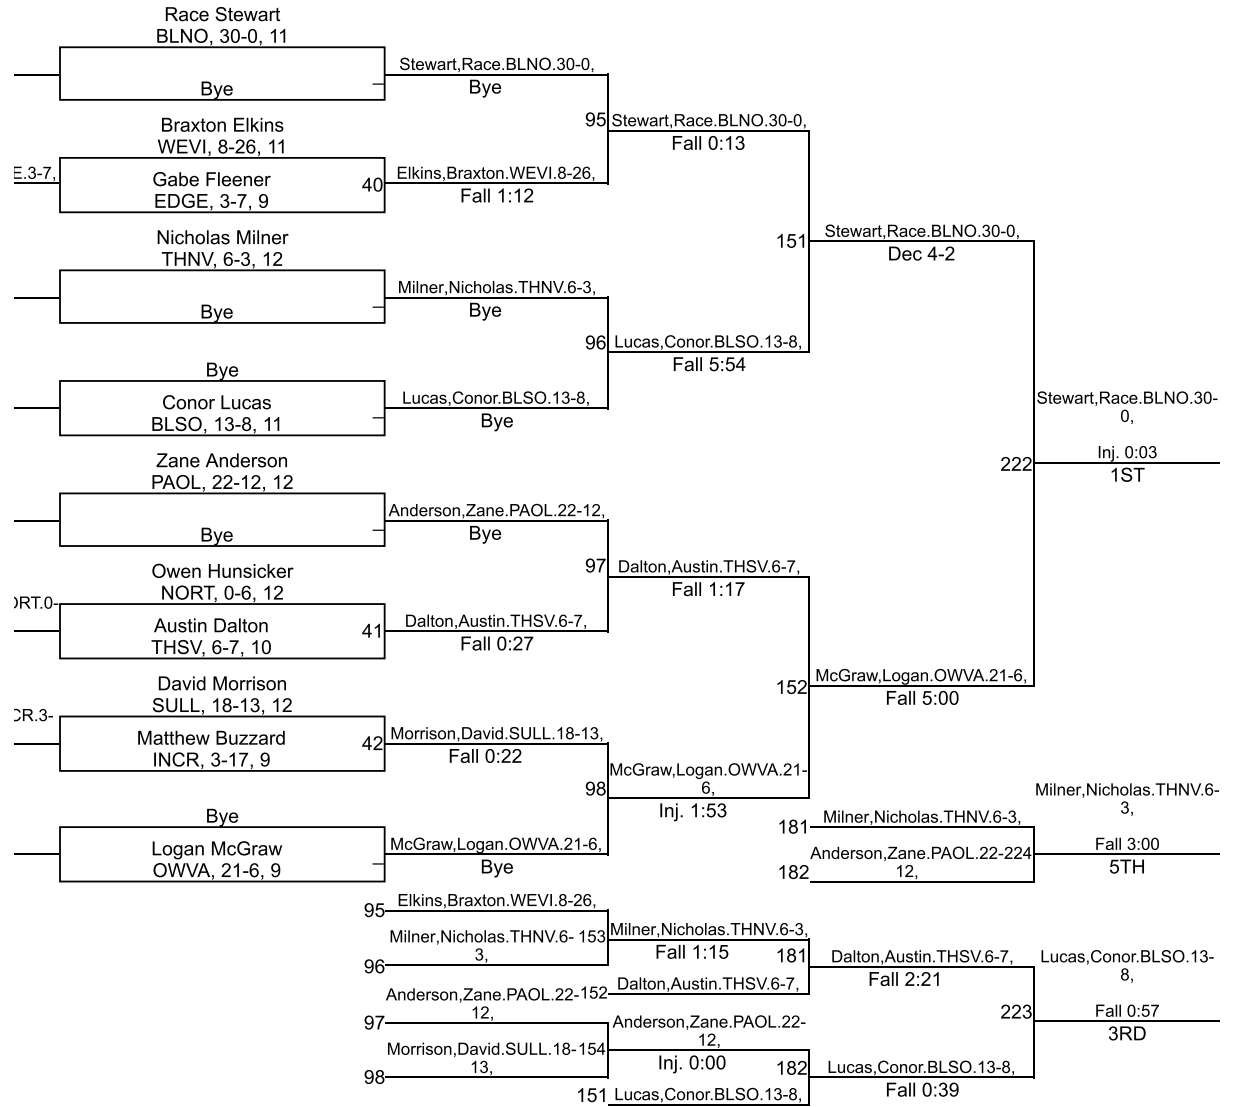 Race Stewart
BLNO, 30-0, 11
Bye
Stewart,Race.BLNO.30-0,
Bye
95
Stewart,Race.BLNO.30-0,
Fall 0:13
Braxton Elkins
WEVI, 8-26, 11
E.3-7,
Gabe Fleener
EDGE, 3-7, 9
40
Elkins,Braxton.WEVI.8-26,
Fall 1:12
151
Stewart,Race.BLNO.30-0,
Dec 4-2
Nicholas Milner
THNV, 6-3, 12
Bye
Milner,Nicholas.THNV.6-3,
Bye
96
Lucas,Conor.BLSO.13-8,
Fall 5:54
Bye
Conor Lucas
BLSO, 13-8, 11
Lucas,Conor.BLSO.13-8,
Bye
222
Stewart,Race.BLNO.30-
0,
Inj. 0:03
1ST
Zane Anderson
PAOL, 22-12, 12
Bye
Anderson,Zane.PAOL.22-12,
Bye
97
Dalton,Austin.THSV.6-7,
Fall 1:17
Owen Hunsicker
NORT, 0-6, 12
ORT.0-
Austin Dalton
THSV, 6-7, 10
41
Dalton,Austin.THSV.6-7,
Fall 0:27
152
McGraw,Logan.OWVA.21-6,
Fall 5:00
David Morrison
SULL, 18-13, 12
CR.3-
Matthew Buzzard
INCR, 3-17, 9
42
Morrison,David.SULL.18-13,
Fall 0:22
98
McGraw,Logan.OWVA.21-
6,
Inj. 1:53
Bye
Logan McGraw
OWVA, 21-6, 9
McGraw,Logan.OWVA.21-6,
Bye
181
Milner,Nicholas.THNV.6-3,
182
Anderson,Zane.PAOL.22-224
12,
Milner,Nicholas.THNV.6-
3,
Fall 3:00
5TH
95
Elkins,Braxton.WEVI.8-26,
96
Milner,Nicholas.THNV.6-
3,
153
Milner,Nicholas.THNV.6-3,
Fall 1:15
181
152
Dalton,Austin.THSV.6-7,
Dalton,Austin.THSV.6-7,
Fall 2:21
97
Anderson,Zane.PAOL.22-
12,
98
Morrison,David.SULL.18-154
13,
Anderson,Zane.PAOL.22-
12,
Inj. 0:00
182
151
Lucas,Conor.BLSO.13-8,
Lucas,Conor.BLSO.13-8,
Fall 0:39
223
Lucas,Conor.BLSO.13-
8,
Fall 0:57
3RD